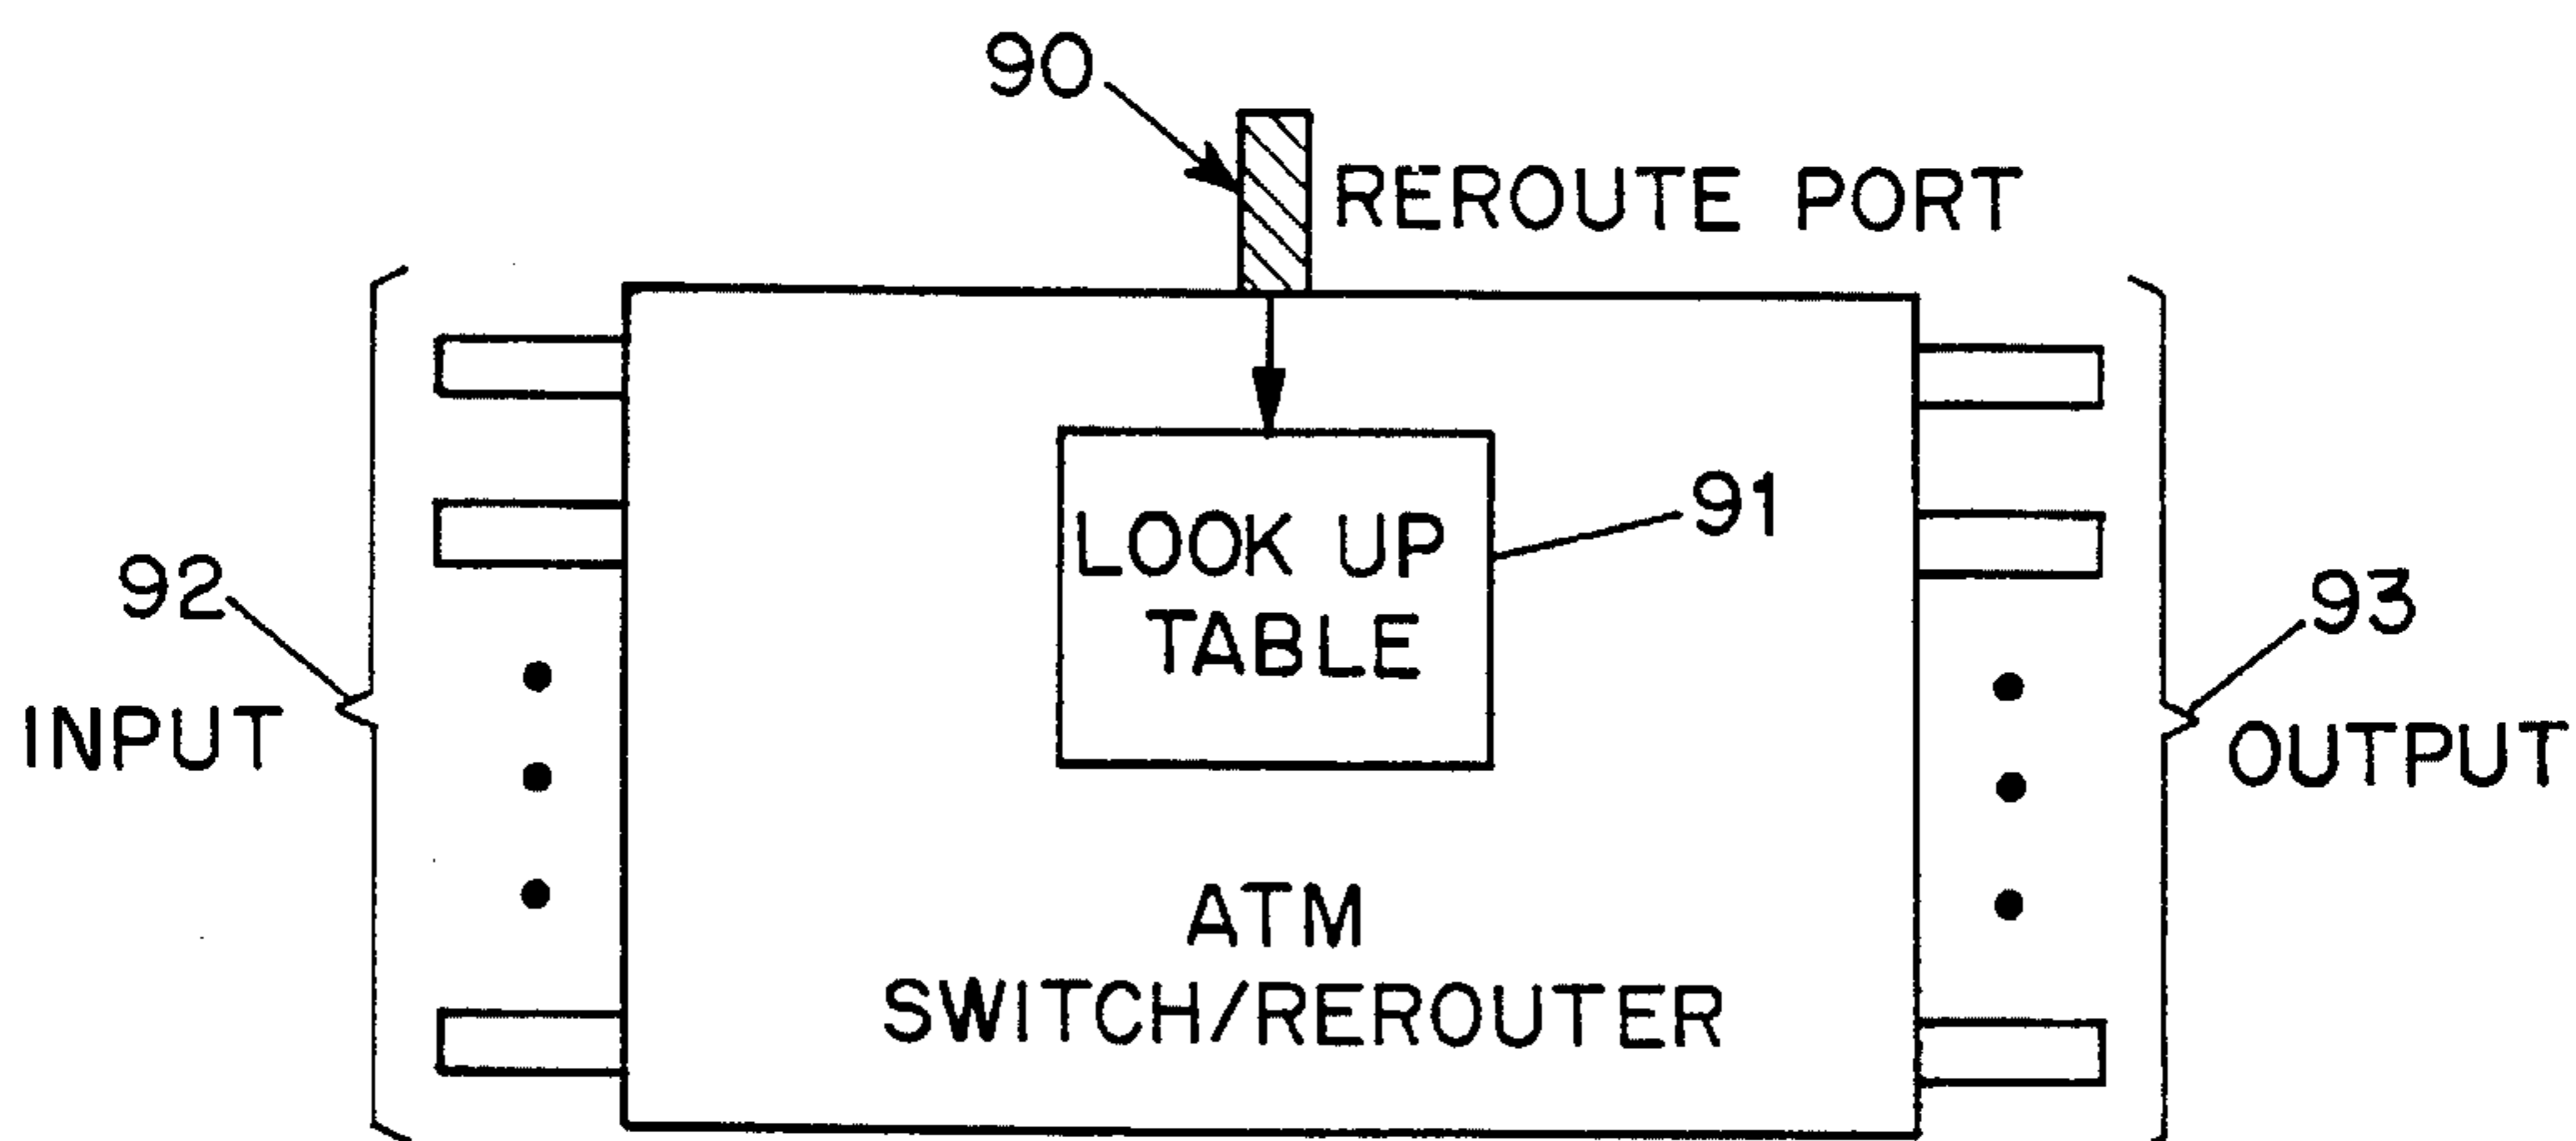 90
REROUTE PORT
LOOK UP
TABLE
91
92
INPUT
93
OUTPUT
ATM
SWITCH/REROUTER